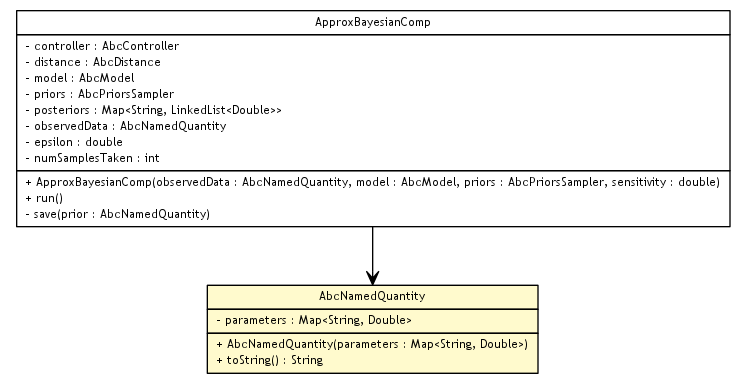 ApproxBayesianComp
- controller : AbcController
- distance : AbcDistance
- model : AbcModel
- priors : AbcPriorsSampler
- posteriors : Map<String, LinkedList<Double>>
- observedData : AbcNamedQuantity
- epsilon : double
- numSamplesTaken : int
+ ApproxBayesianComp(observedData : AbcNamedQuantity, model : AbcModel, priors : AbcPriorsSampler, sensitivity : double)
+ run()
- save(prior : AbcNamedQuantity)
AbcNamedQuantity
- parameters : Map<String, Double>
+ AbcNamedQuantity(parameters : Map<String, Double>)
+ toString() : String